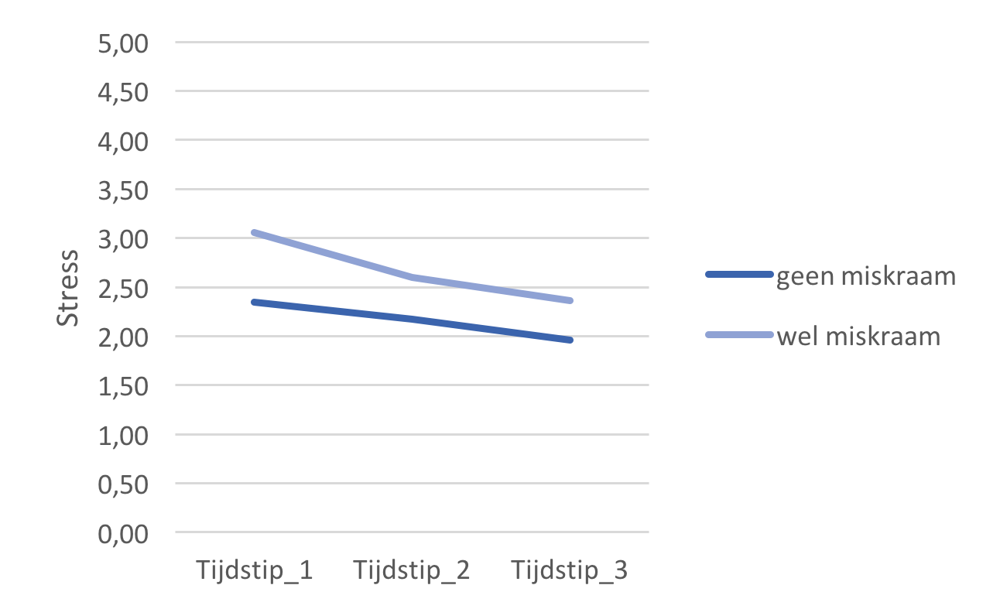 5,00
4,50
4,00
3,50
3,00
2,50
2,00
1,50
1,00
0,50
0,00
Stress
Tijdstip_1 Tijdstip_2 Tijdstip_3
geen miskraam
wel miskraam